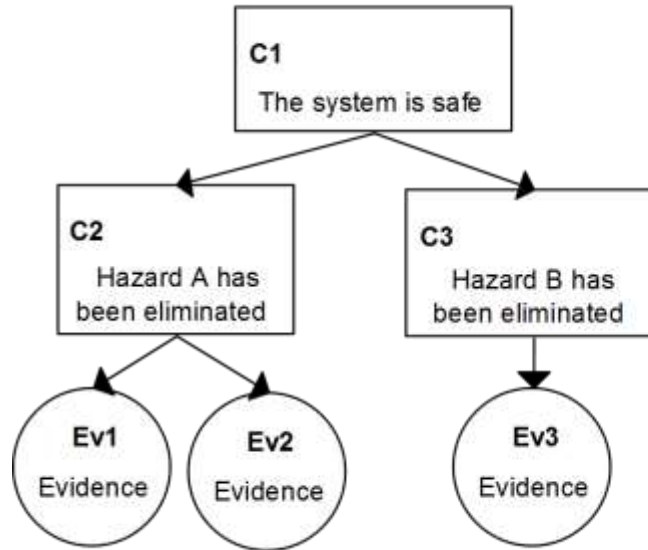 C1
The system is safe
C2
Hazard A has
been eliminated
C3
Hazard B has
been eliminated
Ev1
Evidence
Ev2
Evidence
Ev3
Evidence